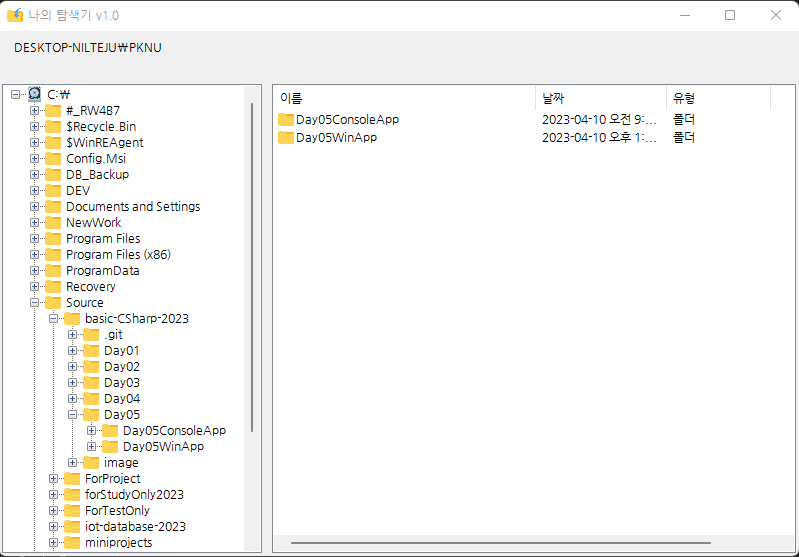 나의 탐색기 v1.0
DESKTOP-NILTEJU₩PKNU
C:₩
#_RW4B7
$Recycle.Bin
$WinREAgent
Config.Msi
DB_Backup
DEV
Documents and Settings
NewWork
Program Files
Program Files (x86)
ProgramData
Recovery
Source
basic-CSharp-2023
.git
Day01
Day02
Day03
Day04
Day05
Day05ConsoleApp
Day05WinApp
image
ForProject
forStudyOnly2023
ForTestOnly
iot-database-2023
miniprojects
이름 날짜 유형
Day05ConsoleApp 2023-04-10 오전 9:... 폴더
Day05WinApp 2023-04-10 오후 1:... 폴더